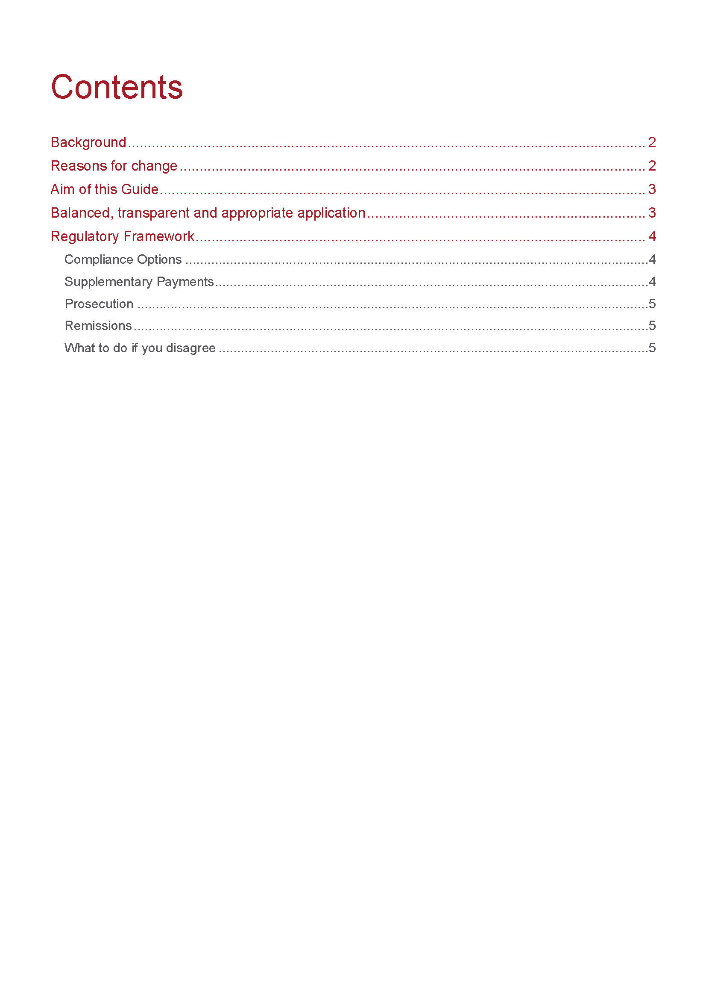 Contents
Background 2
Reasons for change 2
Aim of this Guide 3
Balanced, transparent and appropriate application 3
Regulatory Framework 4
Compliance Options 4
Supplementary Payments 4
Prosecution 5
Remissions 5
What to do if you disagree 5